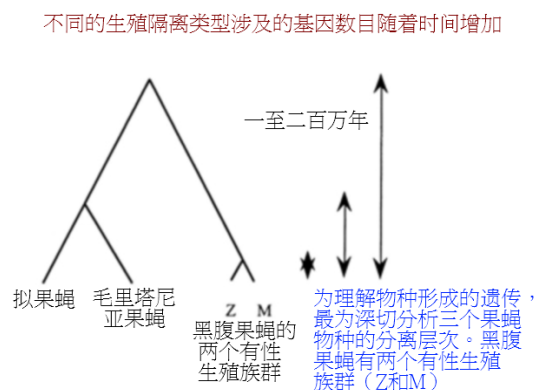 不同的生殖隔离类型涉及的基因数目随着时间增加
一至二百万年
拟果蝇
毛里塔尼
亚果蝇
Z M
黑腹果蝇的
两个有性
生殖族群
为理解物种形成的遗传，
最为深切分析三个果蝇
物种的分离层次。黑腹
果蝇有两个有性生殖
族群（Z和M）